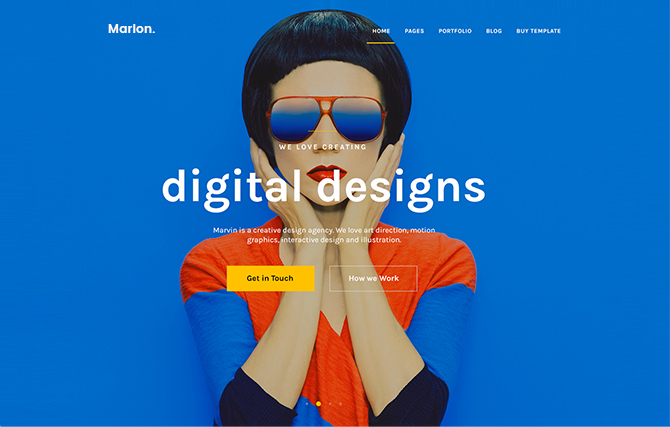 Marlon.
HOME PAGES PORTFOLIO BLOG BUY TEMPLATE
WE LOVE CREATING
digital designs
Marvin is a creative design agency. We love art direction, motion
graphics, interactive design and illustration.
Get in Touch
How we Work